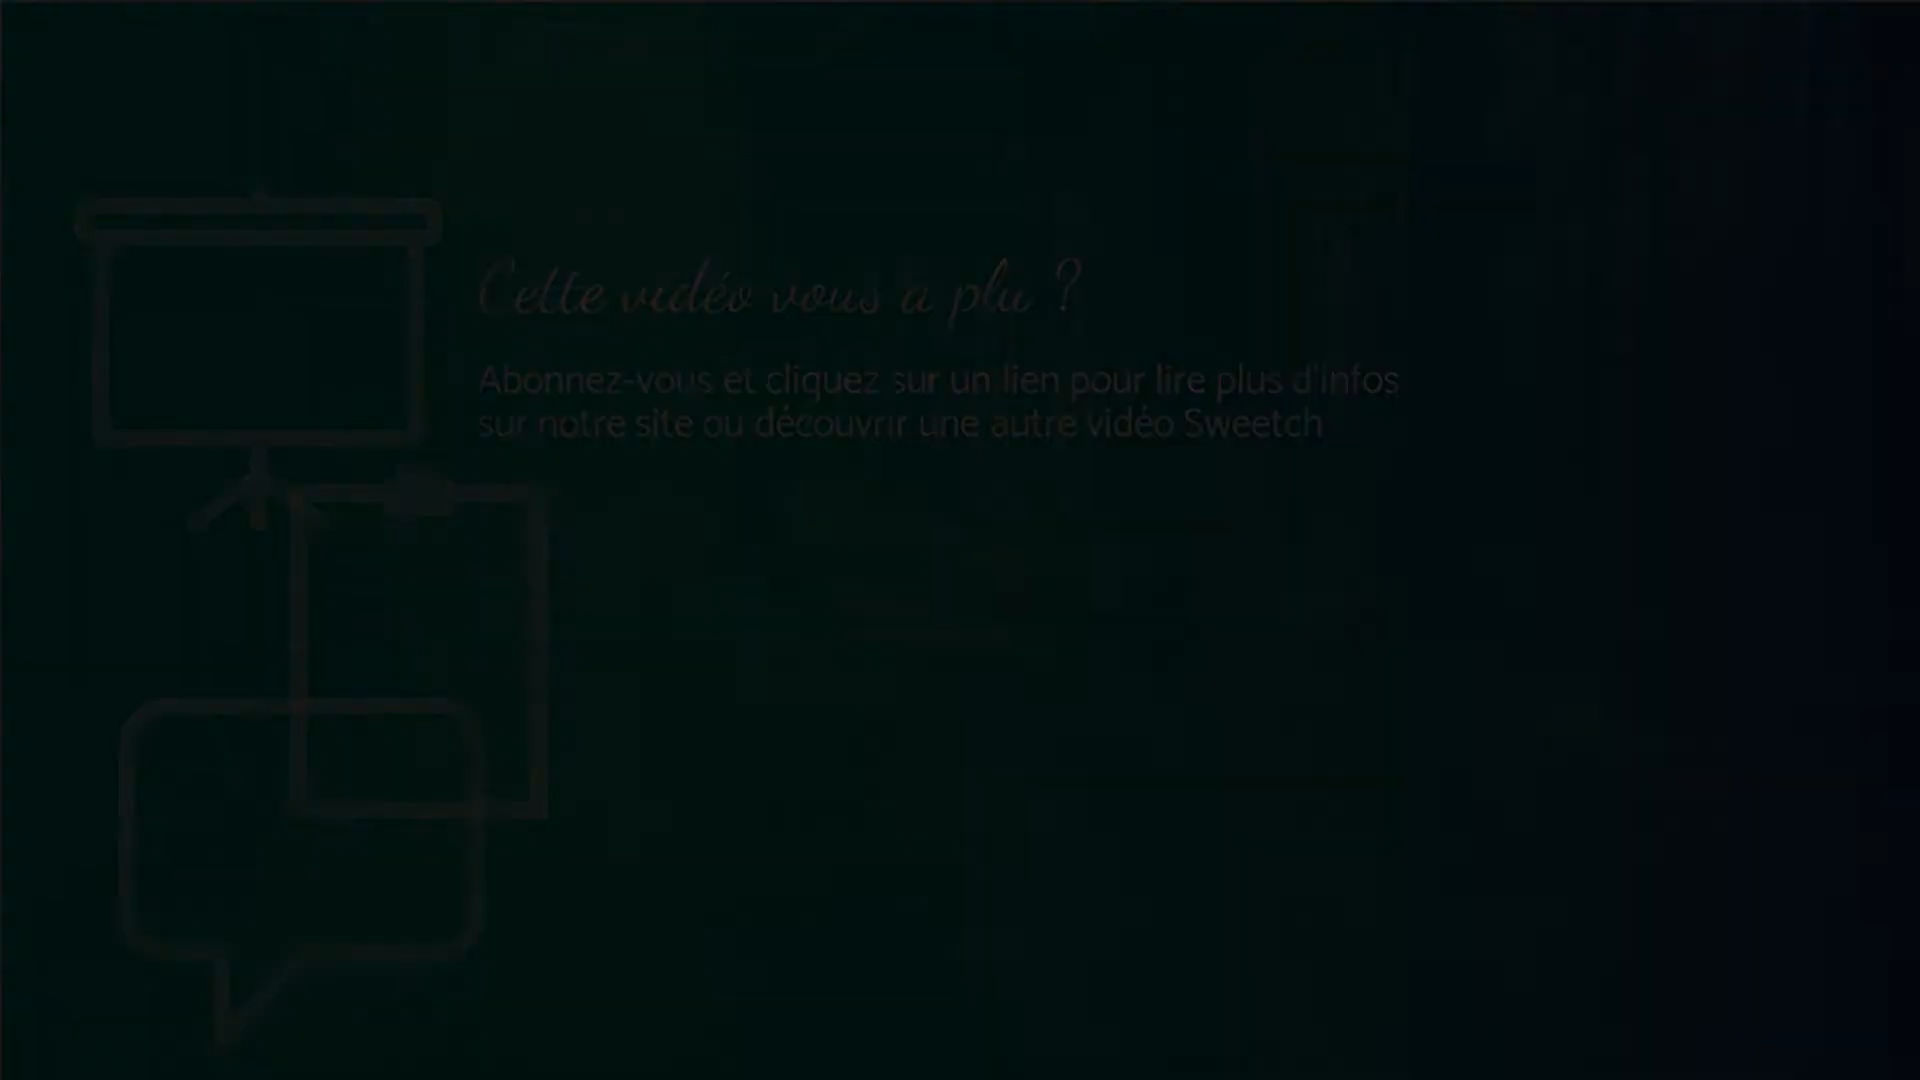 Cette vidéo vous a plu ?
Abonnez-vous et cliquez sur un lien pour lire plus d'infos
sur notre site ou découvrir une autre vidéo Sweetch